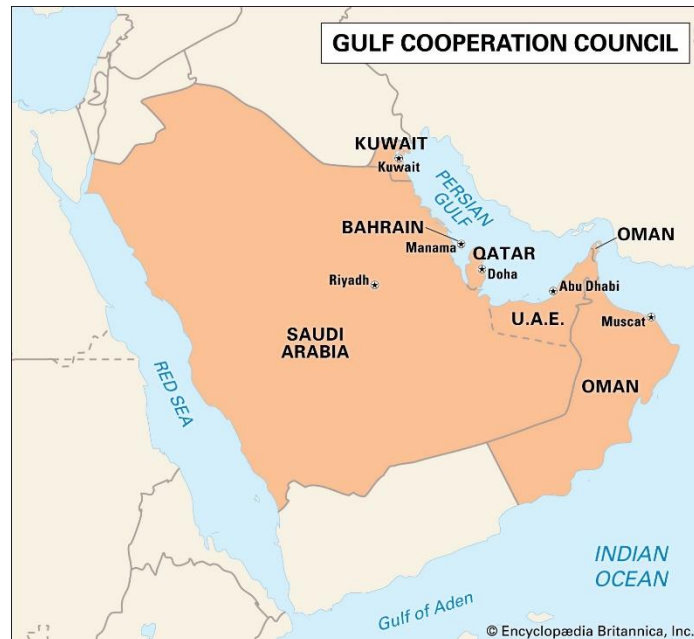 GULF COOPERATION COUNCIL
KUWAIT
Kuwait
PERSIAN
GULF
BAHRAIN
Manama
QATAR
Doha
OMAN
Riyadh
Abu Dhabi
U.A.E.
Muscat
SAUDI
ARABIA
OMAN
RED SEA
INDIAN
OCEAN
Gulf of Aden
© Encyclopædia Britannica, Inc.